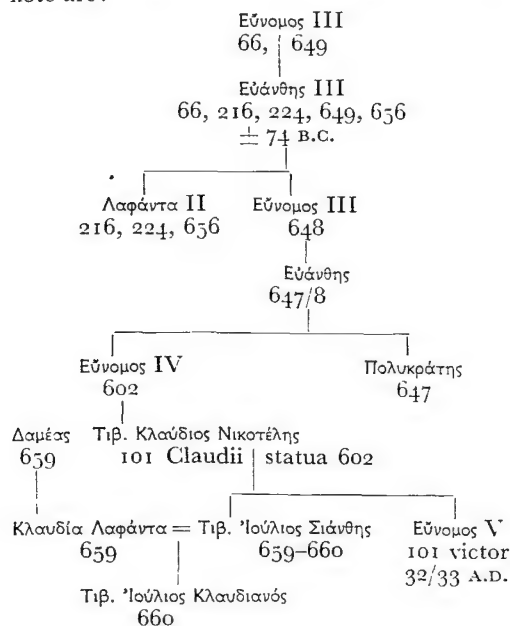 Εὔνομος III
66, 649
Εὐάνθης III
66, 216, 224, 649, 656
± 74 B.C.
Λαφάντα II Εὔνομος III
216, 224, 656 648
Εὐάνθης
647/8
Εὔνομος IV Πολυκράτης
602 647
Δαμέας Τιβ. Κλαύδιος Νικοτέλης
659 101 Claudii statua 602
Κλαυδία Λαφάντα = Τιβ. Ἰούλιος Σιάνθης Εὔνομος V
659 659–660 101 victor
32/33 A.D.
Τιβ. Ἰούλιος Κλαυδιανός
660